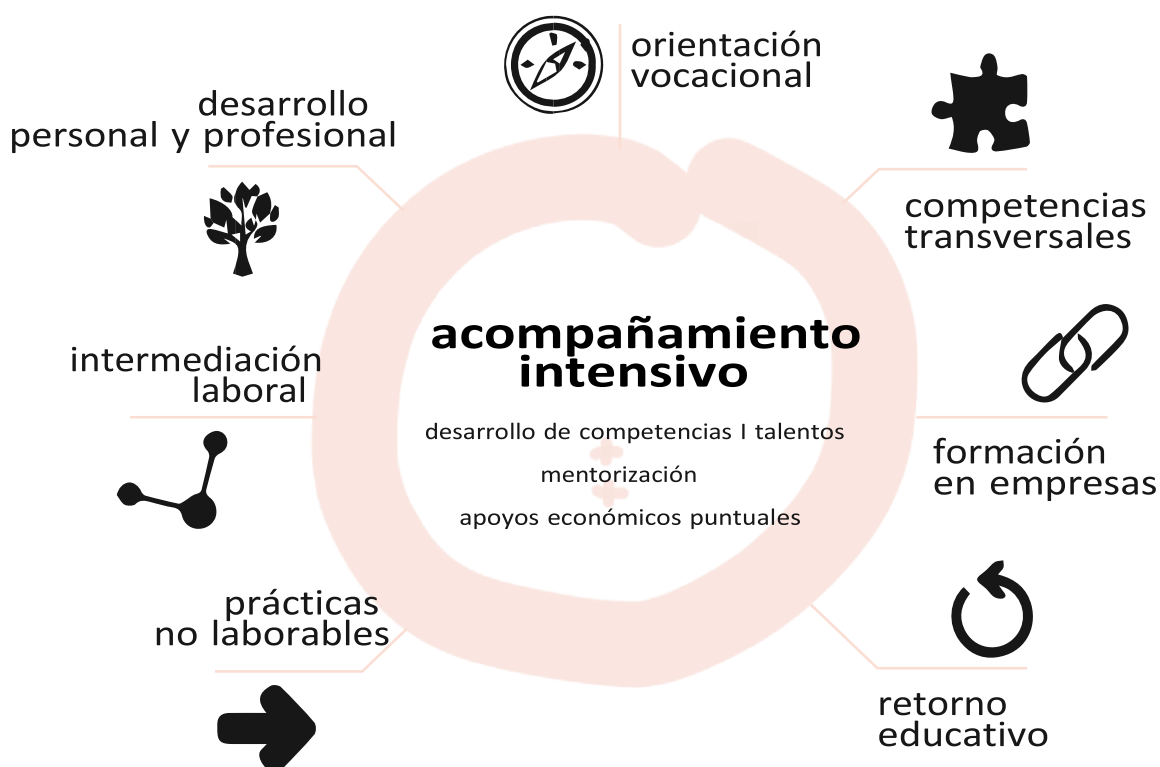 orientación
vocacional
desarrollo
personal y profesional
competencias
transversales
acompañamiento
intensivo
desarrollo de competencias I talentos
mentorización
apoyos económicos puntuales
intermediación
laboral
formación
en empresas
prácticas
no laborables
retorno
educativo